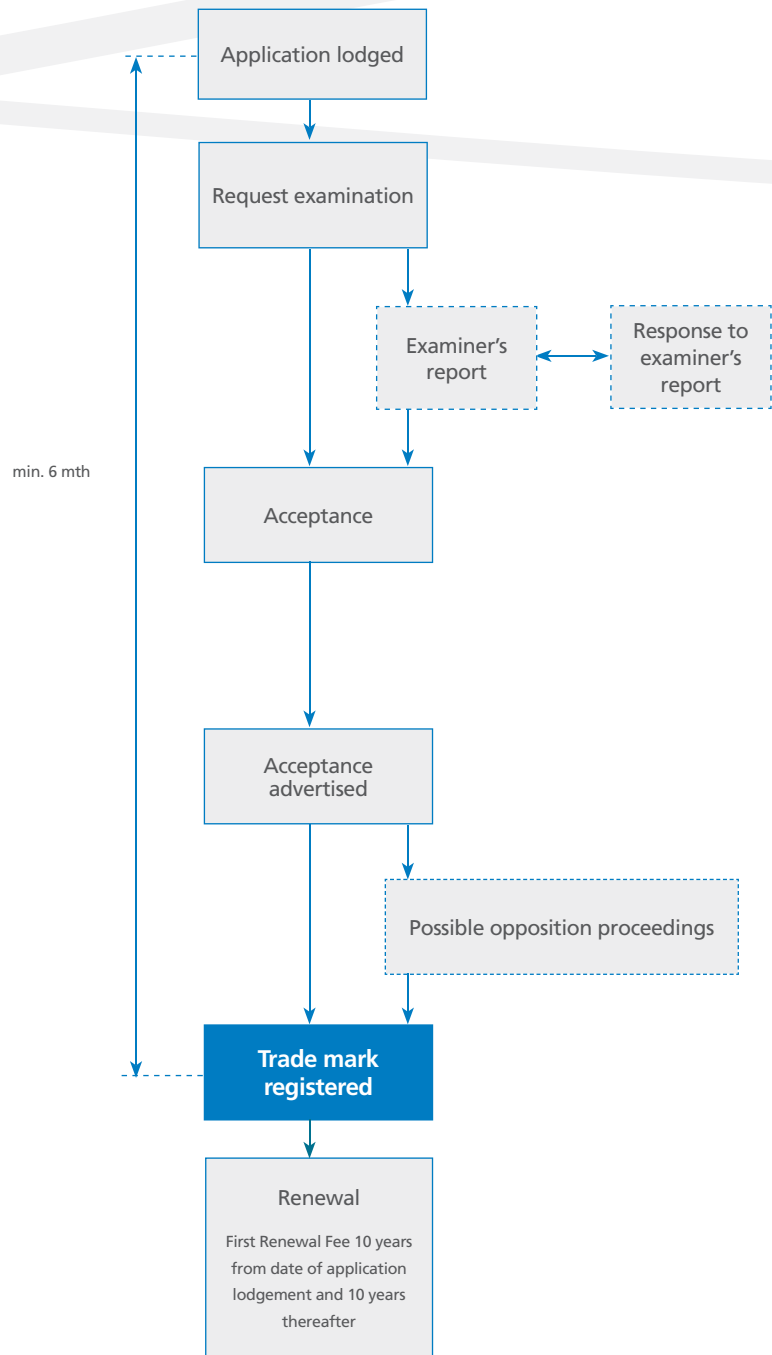 Application lodged
Request examination
Examiner’s
report
Response to
examiner’s
report
min. 6 mth
Acceptance
Acceptance
advertised
Possible opposition proceedings
Trade mark
registered
Renewal
First Renewal Fee 10 years
from date of application
lodgement and 10 years
thereafter